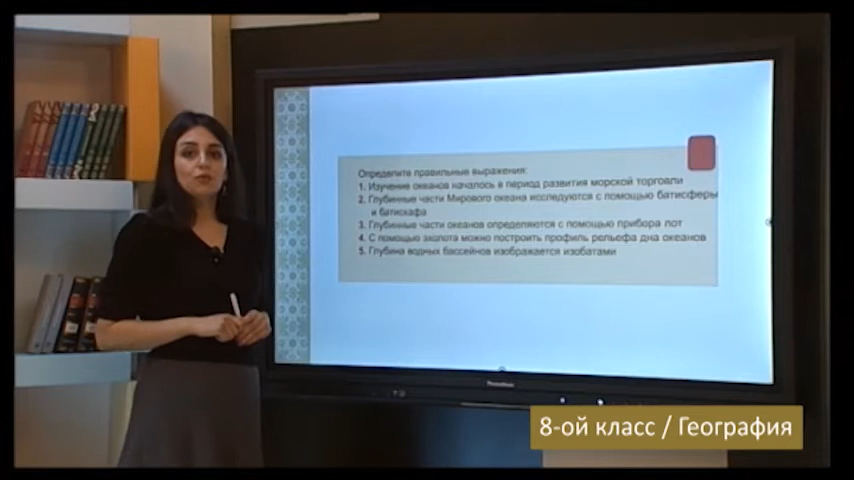 Определите правильные выражения:
1. Изучение океанов началось в период развития морской торговли
2. Глубинные части Мирового океана исследуются с помощью батисферы
и батискафа
3. Глубинные части океанов определяются с помощью прибора лот
4. С помощью эхолота можно построить профиль рельефа дна океанов
5. Глубина водных бассейнов изображается изобатами
8-ой класс / География